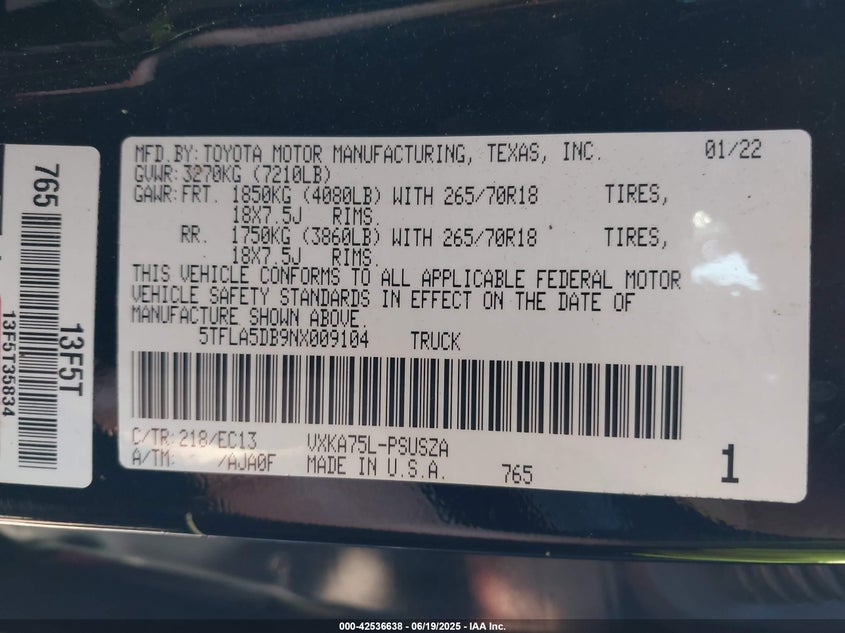 MFD.BY:TOYOTA MOTOR MANUFACTURING, TEXAS, INC. 01/22
GVWR:3270KG (7210LB)
GAWR:FRT. 1850KG (4080LB) WITH 265/70R18 TIRES,
18X7.5J RIMS.
RR. 1750KG (3860LB) WITH 265/70R18 TIRES,
18X7.5J RIMS.
THIS VEHICLE CONFORMS TO ALL APPLICABLE FEDERAL MOTOR
VEHICLE SAFETY STANDARDS IN EFFECT ON THE DATE OF
MANUFACTURE SHOWN ABOVE.
5TFLA5DB9NX009104 TRUCK
C/TR:218/EC13 VXKA75L-PSUSZA
A/TM: /AJA0F MADE IN U.S.A. 765 1
765
13F5T
13F5T35834
000-42536638 - 06/19/2025 - IAA Inc.